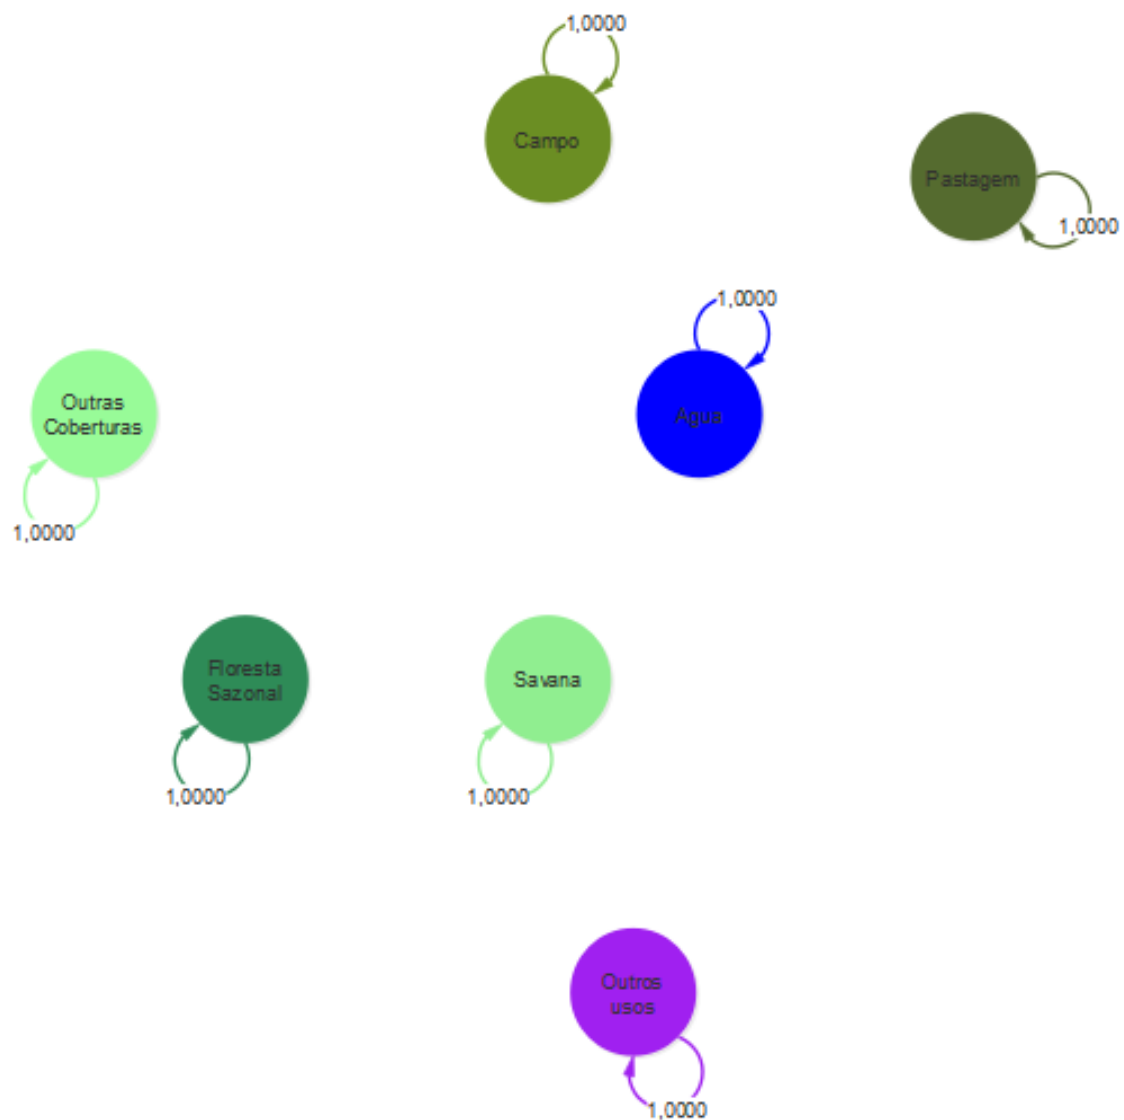 1,0000
Campo
Pastagem
1,0000
1,0000
Agua
Outras
Coberturas
1,0000
Floresta
Sazonal
1,0000
Savana
1,0000
Outros
usos
1,0000